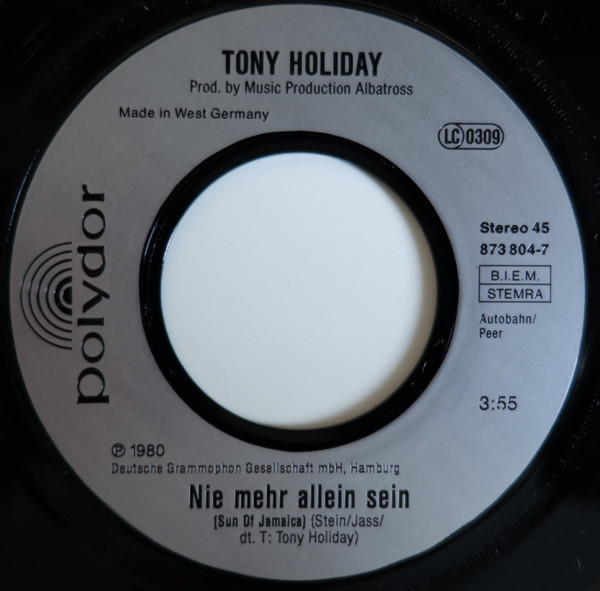 TONY HOLIDAY
Prod. by Music Production Albatross
Made in West Germany
LC 0309
polydor
Stereo 45
873 804-7
B.I.E.M.
STEMRA
Autobahn/
Peer
3:55
℗ 1980
Deutsche Grammophon Gesellschaft mbH, Hamburg
Nie mehr allein sein
(Sun Of Jamaica) (Stein/Jass/
dt. T: Tony Holiday)